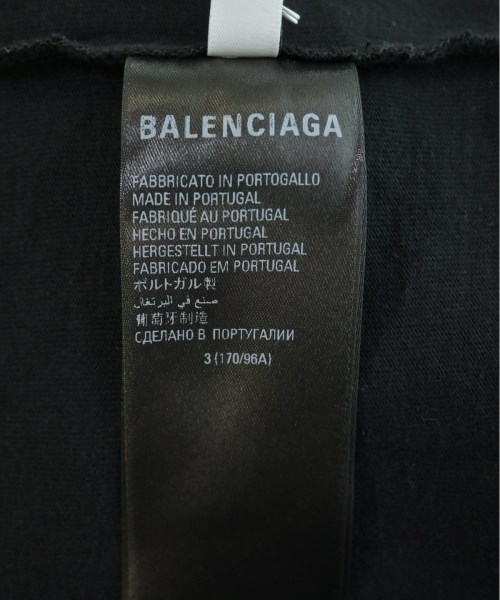 BALENCIAGA
FABBRICATO IN PORTOGALLO
MADE IN PORTUGAL
FABRIQUÉ AU PORTUGAL
HECHO EN PORTUGAL
HERGESTELLT IN PORTUGAL
FABRICADO EM PORTUGAL
ポルトガル製
صنع في البرتغال
葡萄牙制造
СДЕЛАНО В ПОРТУГАЛИИ
3 (170/96A)